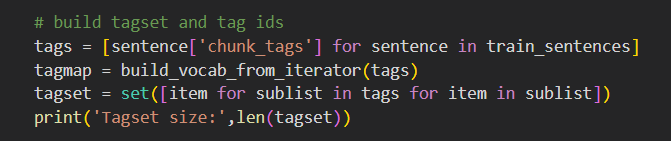 # build tagset and tag ids
tags = [sentence['chunk_tags'] for sentence in train_sentences]
tagmap = build_vocab_from_iterator(tags)
tagset = set([item for sublist in tags for item in sublist])
print('Tagset size:',len(tagset))